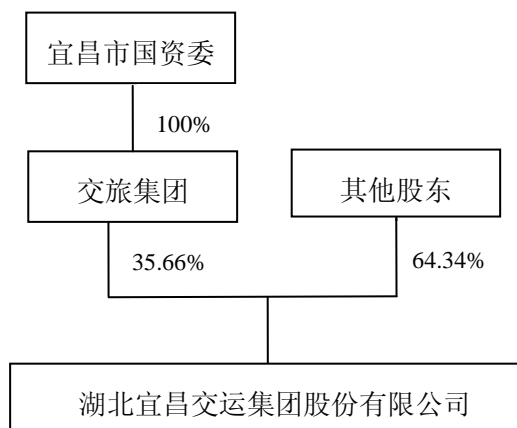 宜昌市国资委
100%
交旅集团
其他股东
35.66%
64.34%
湖北宜昌交运集团股份有限公司